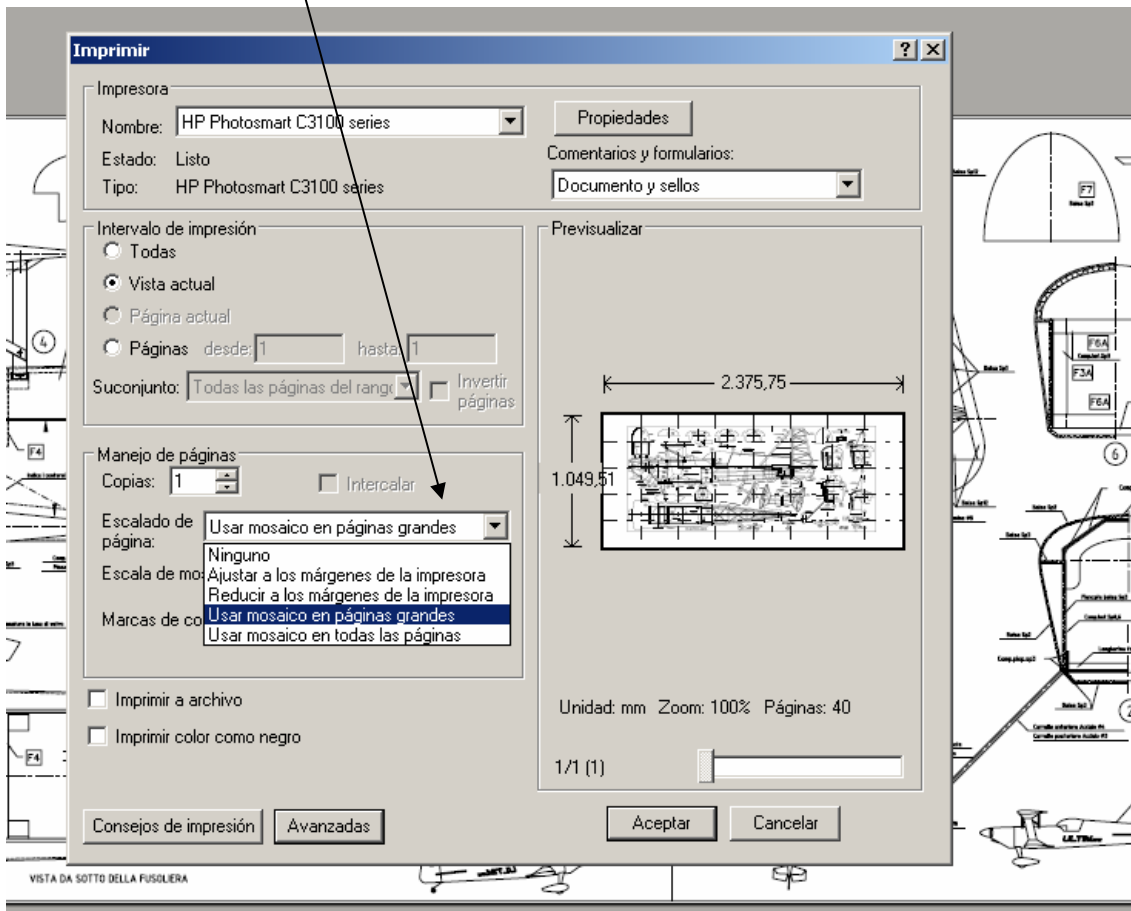 Imprimir
Impresora
Nombre: HP Photosmart C3100 series
Propiedades
Estado: Listo
Comentarios y formularios:
Tipo: HP Photosmart C3100 series
Documento y sellos
Intervalo de impresión
Todas
Vista actual
Página actual
Páginas desde: 1 hasta: 1
Suconjunto: Todas las páginas del rango
Invertir
páginas
Manejo de páginas
Copias: 1
Intercalar
Escalado de
página:
Usar mosaico en páginas grandes
Ninguno
Escala de mo
Ajustar a los márgenes de la impresora
Reducir a los márgenes de la impresora
Marcas de co
Usar mosaico en páginas grandes
Usar mosaico en todas las páginas
Imprimir a archivo
Imprimir color como negro
Previsualizar
2.375,75
1.049,51
Unidad: mm Zoom: 100% Páginas: 40
1/1 (1)
Consejos de impresión
Avanzadas
Aceptar
Cancelar
4
F4
F4
F7
F6A
F3A
F6A
6
2
VISTA DA SOTTO DELLA FUSOLIERA